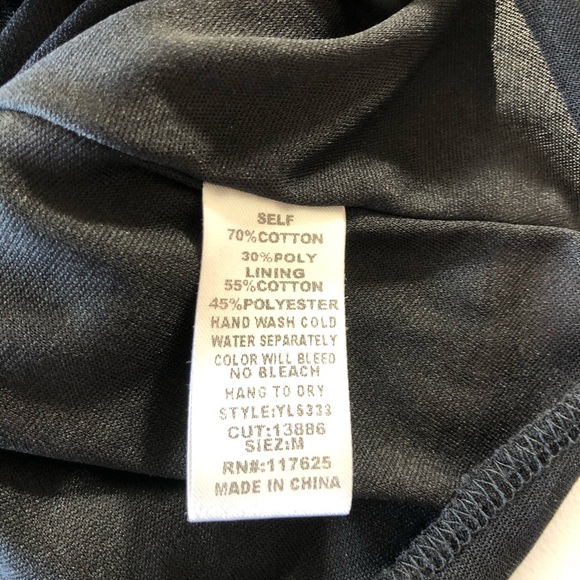 SELF
70%COTTON
30%POLY
LINING
55%COTTON
45%POLYESTER
HAND WASH COLD
WATER SEPARATELY
COLOR WILL BLEED
NO BLEACH
HANG TO DRY
STYLE:YL6333
CUT:13886
SIEZ:M
RN#:117625
MADE IN CHINA